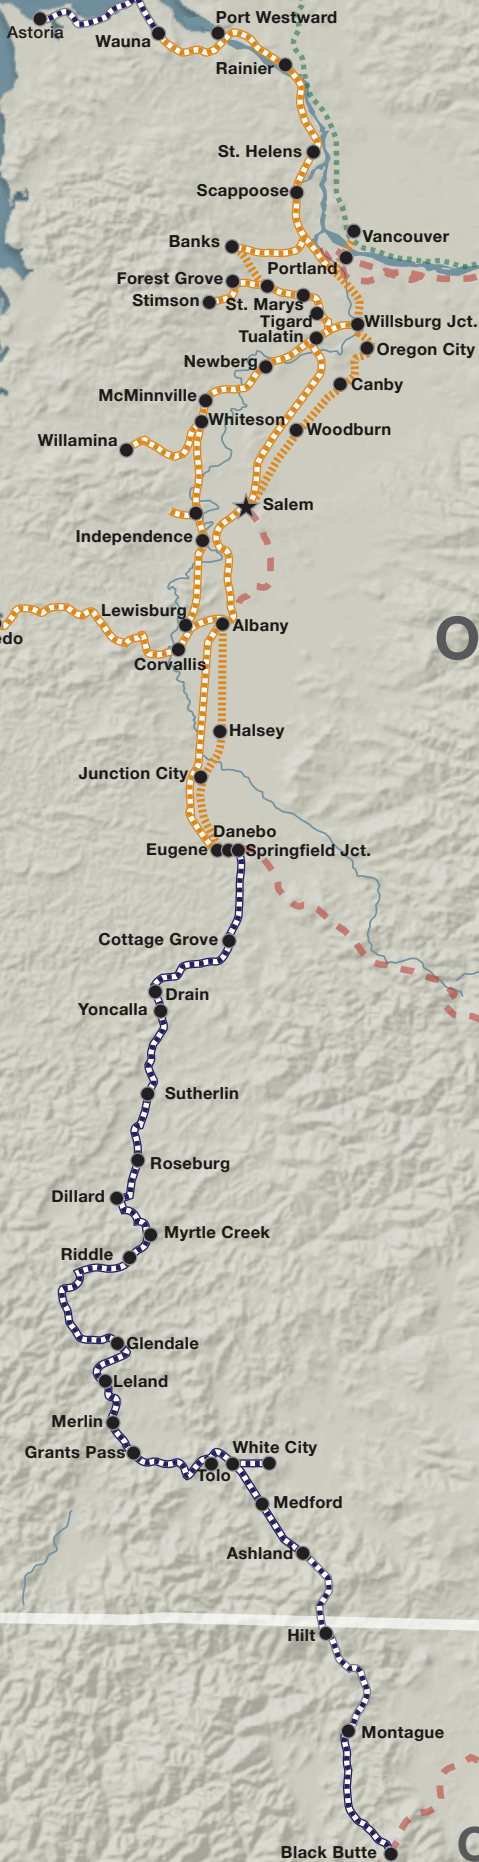 Astoria
Port Westward
Wauna
Rainier
St. Helens
Scappoose
Vancouver
Banks
Portland
Forest Grove
Stimson
St. Marys
Tigard
Willsburg Jct.
Tualatin
Oregon City
Newberg
Canby
McMinnville
Whiteson
Woodburn
Willamina
Salem
Independence
Lewisburg
Albany
edo
O
Corvallis
Halsey
Junction City
Danebo
Eugene
Springfield Jct.
Cottage Grove
Drain
Yoncalla
Sutherlin
Roseburg
Dillard
Myrtle Creek
Riddle
Glendale
Leland
Merlin
Grants Pass
White City
Tolo
Medford
Ashland
Hilt
Montague
Black Butte
C